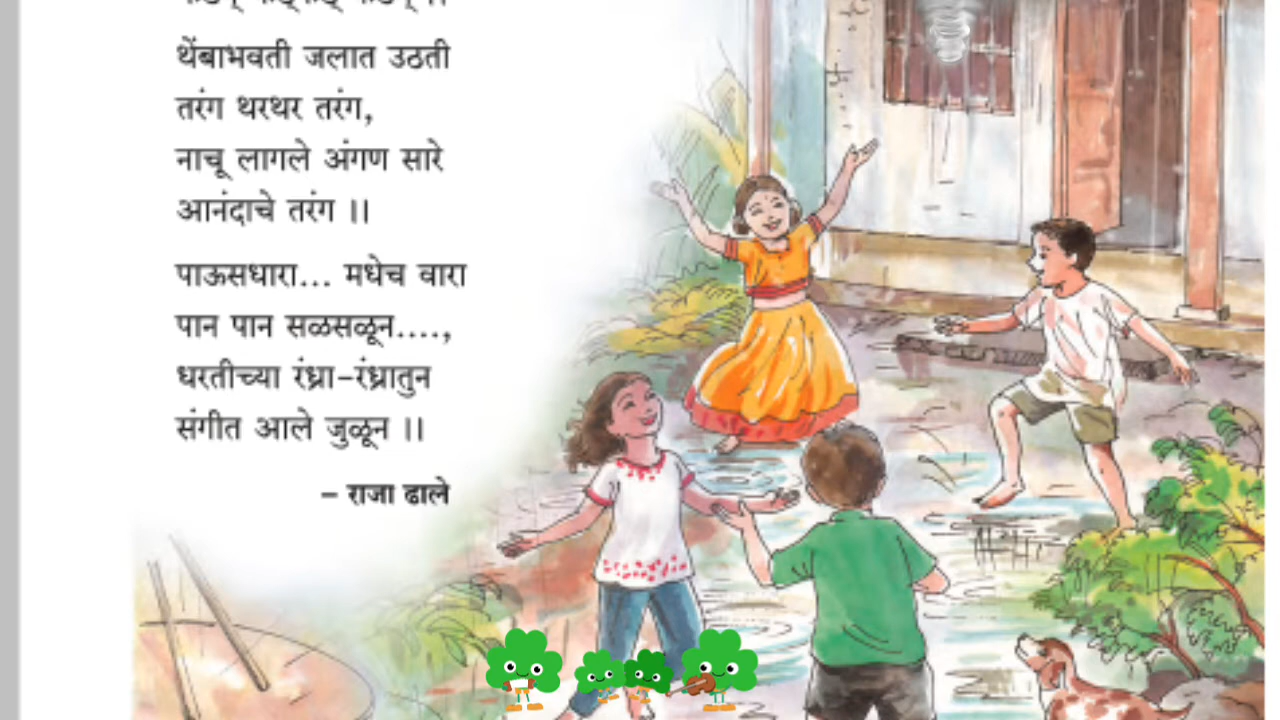 थेंबाभवती जलात उठती
तरंग थरथर तरंग,
नाचू लागले अंगण सारे
आनंदाचे तरंग ।।
पाऊसधारा... मधेच वारा
पान पान सळसळून....,
धरतीच्या रंध्रा-रंध्रातुन
संगीत आले जुळून ।।
– राजा ढाले